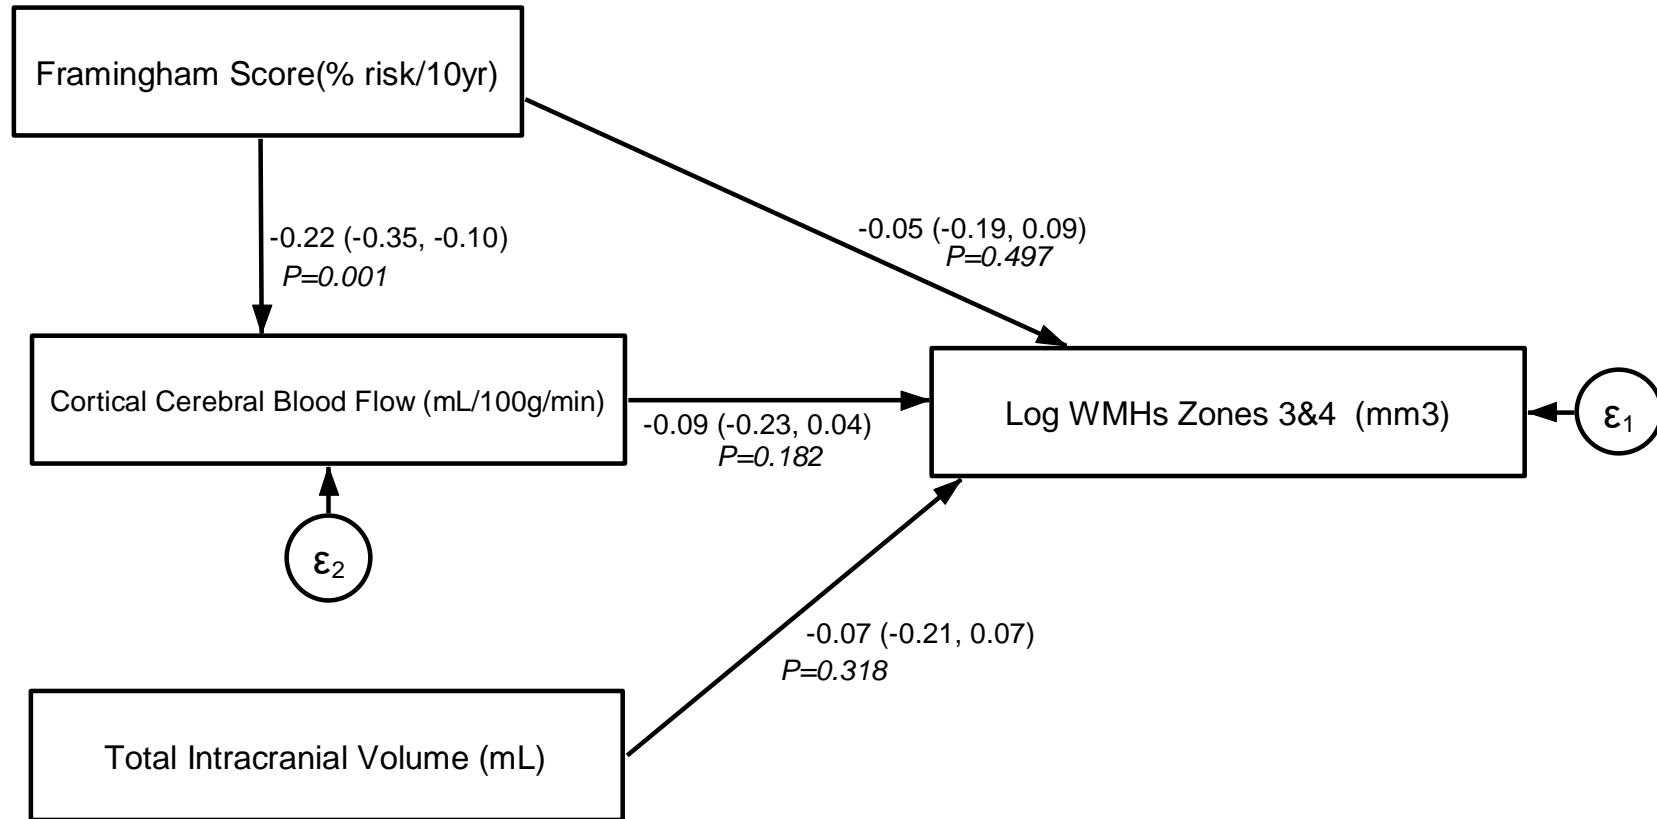 Framingham Score(% risk/10yr)
-0.22 (-0.35, -0.10)
P=0.001
-0.05 (-0.19, 0.09)
P=0.497
Cortical Cerebral Blood Flow (mL/100g/min)
-0.09 (-0.23, 0.04)
P=0.182
Log WMHs Zones 3&4 (mm3)
ε1
ε2
-0.07 (-0.21, 0.07)
P=0.318
Total Intracranial Volume (mL)